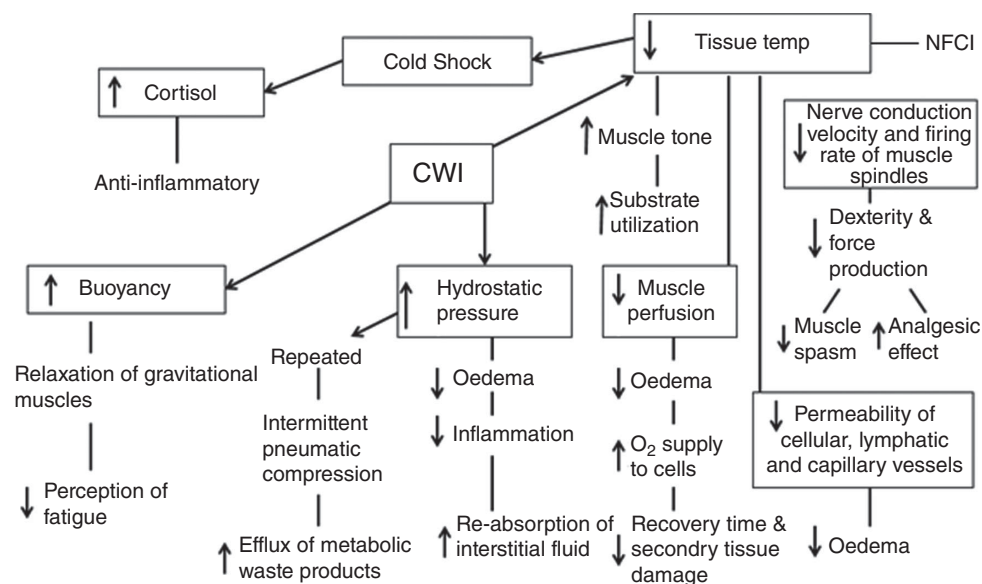 Tissue temp
NFCI
Cold Shock
↑ Cortisol
Anti-inflammatory
CWI
↓
↑ Muscle tone
↑ Substrate
utilization
Nerve conduction
↓ velocity and firing
rate of muscle
spindles
↓ Dexterity &
force
production
↓ Muscle
spasm
↑ Analgesic
effect
↑ Buoyancy
Relaxation of gravitational
muscles
↓ Perception of
fatigue
↑ Hydrostatic
pressure
Repeated
Intermittent
pneumatic
compression
↑ Efflux of metabolic
waste products
↓ Oedema
↓ Inflammation
↑ Re-absorption of
interstitial fluid
↓ Muscle
perfusion
↓ Oedema
↑ O₂ supply
to cells
↓ Recovery time &
secondry tissue
damage
↓ Permeability of
cellular, lymphatic
and capillary vessels
↓ Oedema